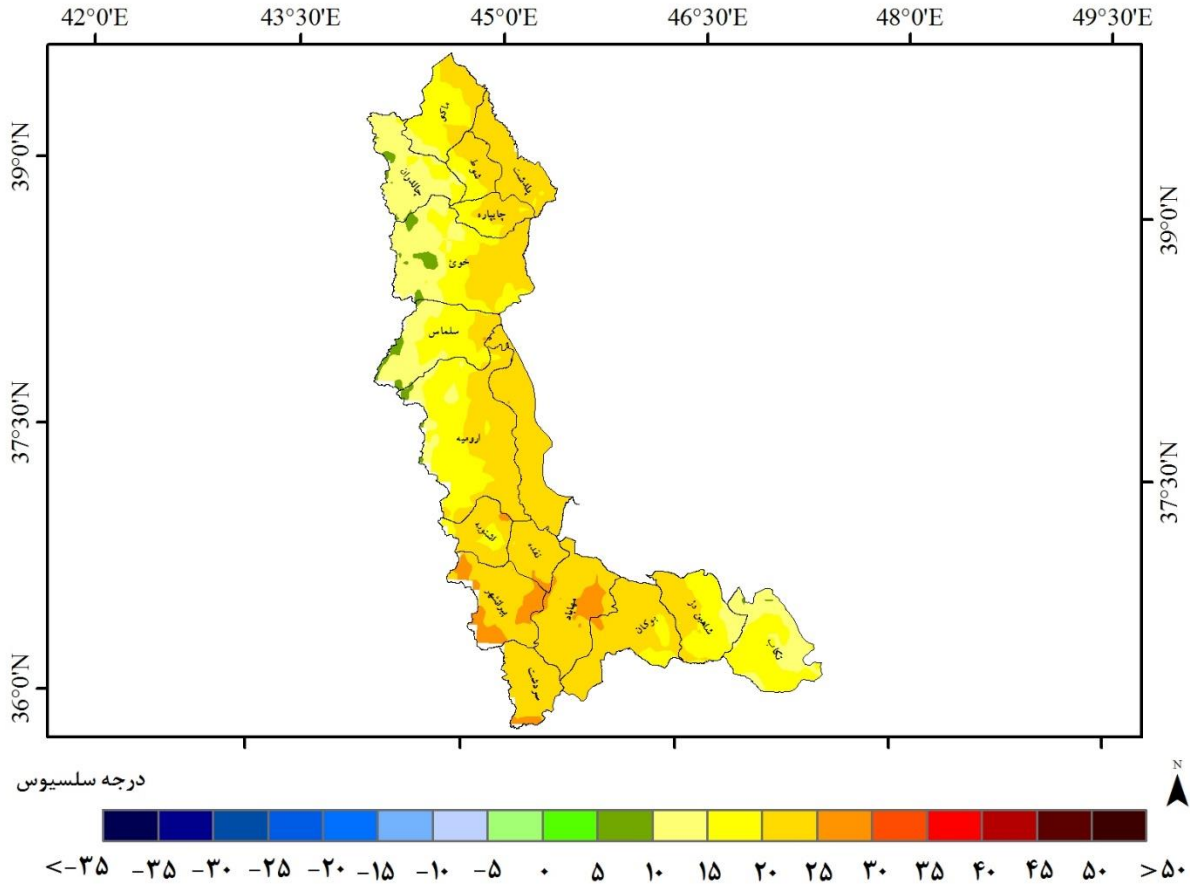 42°0'E 43°30'E 45°0'E 46°30'E 48°0'E 49°30'E
39°0'N
39°0'N
37°30'N
37°30'N
36°0'N
ماکو
شوط
پلدشت
چالدران
چایپاره
خوئ
سلماس
ارومیه
اشنویه
نقده
پیرانشهر
مهاباد
بوکان
شاهین دژ
تکاب
سردشت
درجه سلسیوس
N
<-۳۵ -۳۵ -۳۰ -۲۵ -۲۰ -۱۵ -۱۰ -۵ ۰ ۵ ۱۰ ۱۵ ۲۰ ۲۵ ۳۰ ۳۵ ۴۰ ۴۵ ۵۰ >۵۰